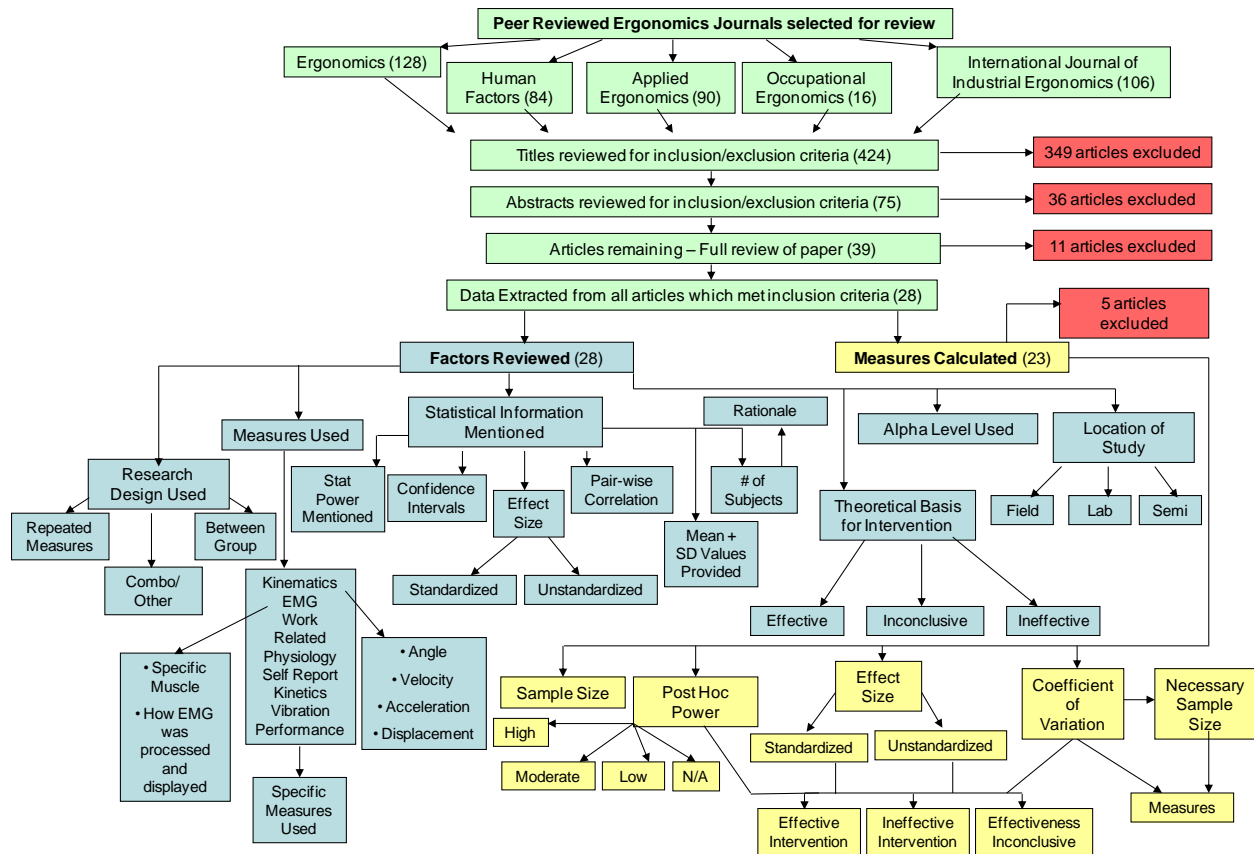 Peer Reviewed Ergonomics Journals selected for review
Ergonomics (128)
Human
Factors (84)
Applied
Ergonomics (90)
Occupational
Ergonomics (16)
International Journal of
Industrial Ergonomics (106)
Titles reviewed for inclusion/exclusion criteria (424)
349 articles excluded
Abstracts reviewed for inclusion/exclusion criteria (75)
36 articles excluded
Articles remaining – Full review of paper (39)
11 articles excluded
Data Extracted from all articles which met inclusion criteria (28)
5 articles
excluded
Factors Reviewed (28)
Measures Calculated (23)
Research
Design Used
Repeated
Measures
Combo/
Other
Between
Group
Measures Used
Kinematics
EMG
Work
Related
Physiology
Self Report
Kinetics
Vibration
Performance
• Specific
Muscle
• How EMG
was
processed
and
displayed
• Angle
• Velocity
• Acceleration
• Displacement
Specific
Measures
Used
Statistical Information
Mentioned
Stat
Power
Mentioned
Confidence
Intervals
Effect
Size
Standardized
Unstandardized
Pair-wise
Correlation
Mean +
SD Values
Provided
# of
Subjects
Rationale
Theoretical Basis
for Intervention
Effective
Inconclusive
Ineffective
Alpha Level Used
Location of
Study
Field
Lab
Semi
Sample Size
Post Hoc
Power
High
Moderate
Low
N/A
Effect
Size
Standardized
Unstandardized
Coefficient
of
Variation
Necessary
Sample
Size
Measures
Effective
Intervention
Ineffective
Intervention
Effectiveness
Inconclusive